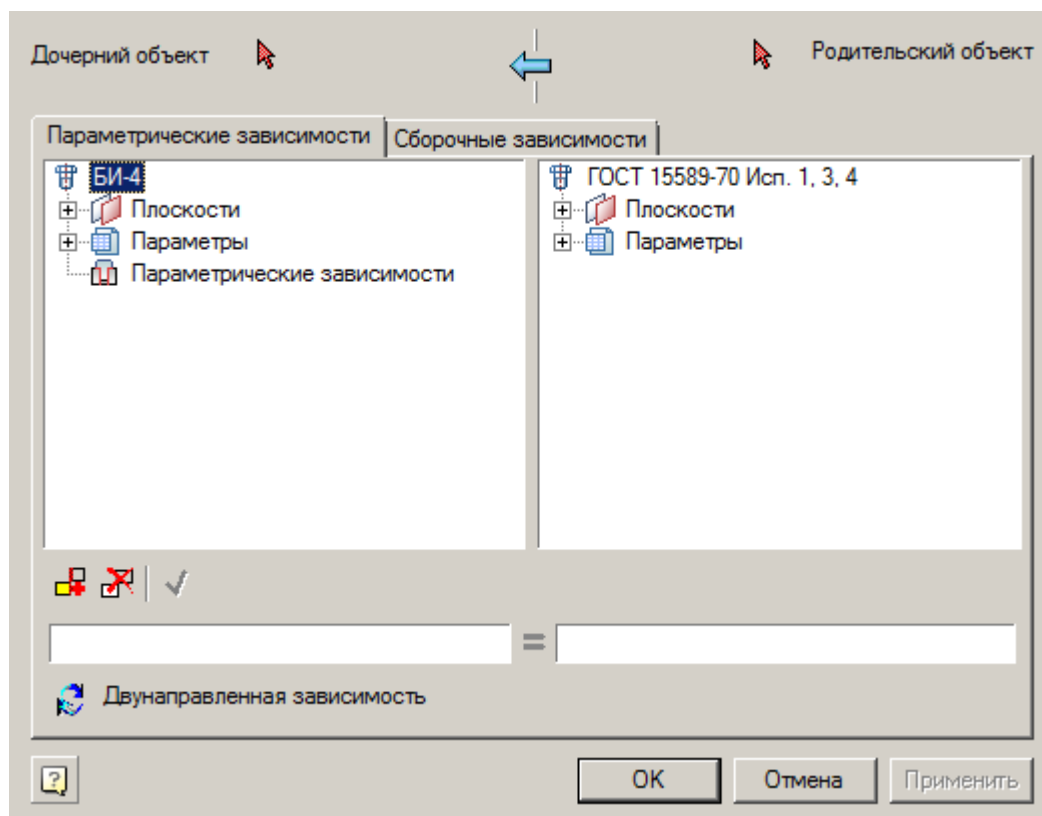 Дочерний объект Родительский объект
Параметрические зависимости Сборочные зависимости
БИ-4 ГОСТ 15589-70 Исп. 1, 3, 4
Плоскости Плоскости
Параметры Параметры
Параметрические зависимости
=
Двунаправленная зависимость
? OK Отмена Применить